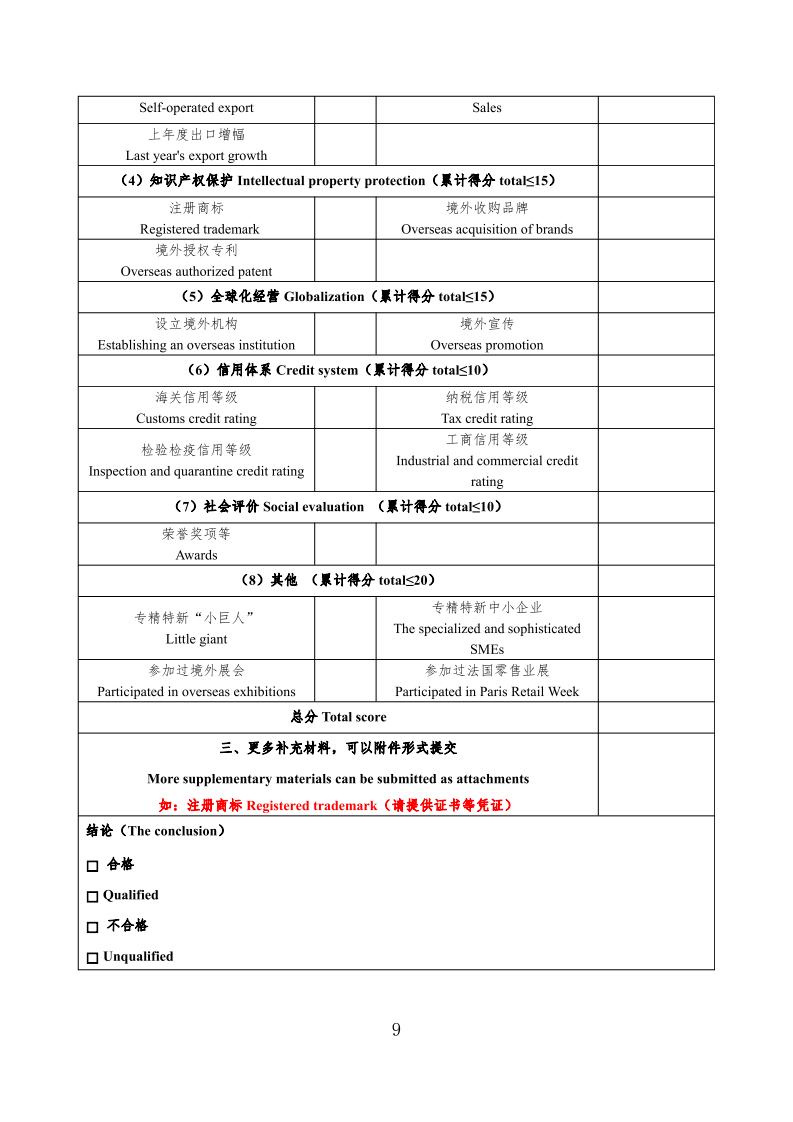 Self-operated export
Sales
上年度出口增幅
Last year's export growth
（4）知识产权保护 Intellectual property protection（累计得分 total≤15）
注册商标
Registered trademark
境外收购品牌
Overseas acquisition of brands
境外授权专利
Overseas authorized patent
（5）全球化经营 Globalization（累计得分 total≤15）
设立境外机构
Establishing an overseas institution
境外宣传
Overseas promotion
（6）信用体系 Credit system（累计得分 total≤10）
海关信用等级
Customs credit rating
纳税信用等级
Tax credit rating
检验检疫信用等级
Inspection and quarantine credit rating
工商信用等级
Industrial and commercial credit
rating
（7）社会评价 Social evaluation （累计得分 total≤10）
荣誉奖项等
Awards
（8）其他 （累计得分 total≤20）
专精特新“小巨人”
Little giant
专精特新中小企业
The specialized and sophisticated
SMEs
参加过境外展会
Participated in overseas exhibitions
参加过法国零售业展
Participated in Paris Retail Week
总分 Total score
三、更多补充材料，可以附件形式提交
More supplementary materials can be submitted as attachments
如：注册商标 Registered trademark（请提供证书等凭证）
结论（The conclusion）
□ 合格
□ Qualified
□ 不合格
□ Unqualified
9